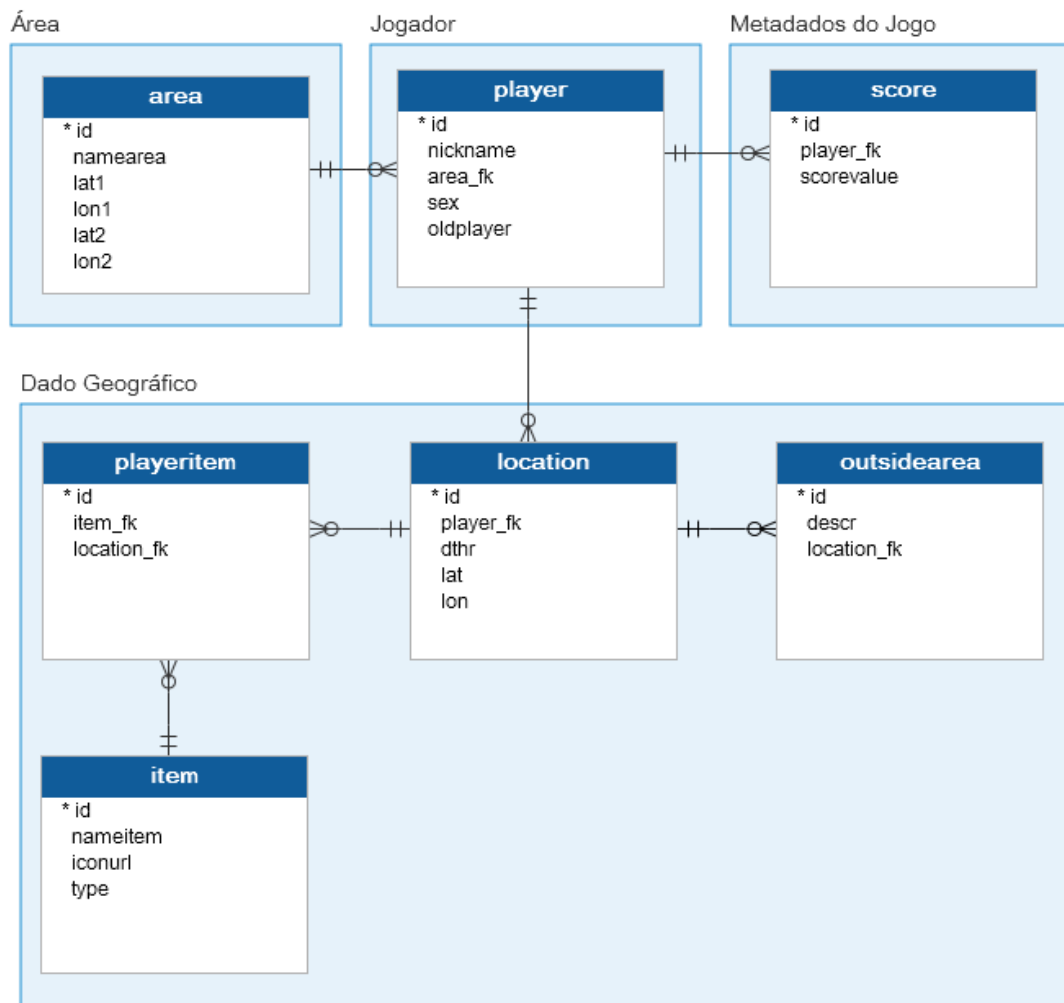 Área
area
* id
namearea
lat1
lon1
lat2
lon2
Jogador
player
* id
nickname
area_fk
sex
oldplayer
Metadados do Jogo
score
* id
player_fk
scorevalue
Dado Geográfico
playeritem
* id
item_fk
location_fk
location
* id
player_fk
dthr
lat
lon
outsidearea
* id
descr
location_fk
item
* id
nameitem
iconurl
type